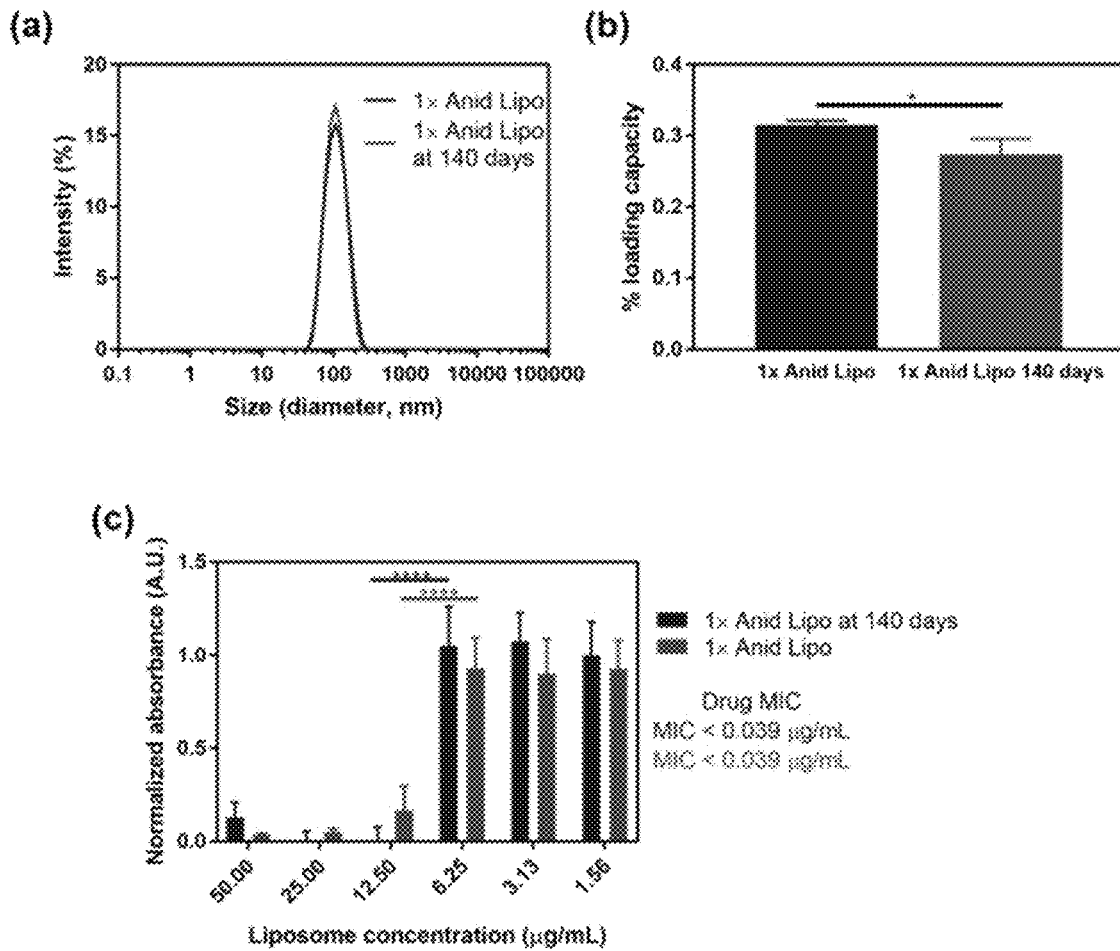 (a)
Intensity (%)
20
15
10
5
0
1× Anid Lipo
1× Anid Lipo
at 140 days
0.1 1 10 100 1000 10000 100000
Size (diameter, nm)
(b)
% loading capacity
0.4
0.3
0.2
0.1
0.0
*
1x Anid Lipo 1x Anid Lipo 140 days
(c)
Normalized absorbance (A.U.)
1.5
1.0
0.5
0.0
****
****
50.00 25.00 12.50 6.25 3.13 1.56
Liposome concentration (µg/mL)
1× Anid Lipo at 140 days
1× Anid Lipo
Drug MIC
MIC < 0.039 µg/mL
MIC < 0.039 µg/mL